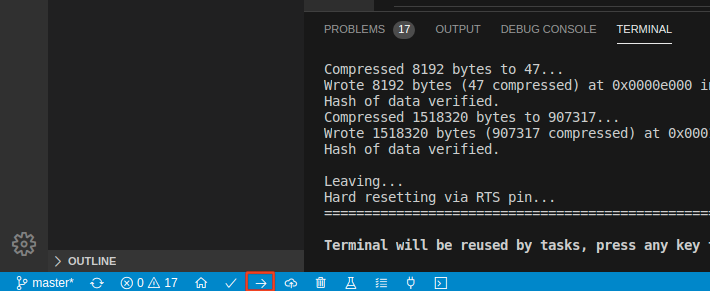 PROBLEMS 17 OUTPUT DEBUG CONSOLE TERMINAL
Compressed 8192 bytes to 47...
Wrote 8192 bytes (47 compressed) at 0x0000e000 in
Hash of data verified.
Compressed 1518320 bytes to 907317...
Wrote 1518320 bytes (907317 compressed) at 0x000
Hash of data verified.
Leaving...
Hard resetting via RTS pin...
Terminal will be reused by tasks, press any key
OUTLINE
master* 0 17